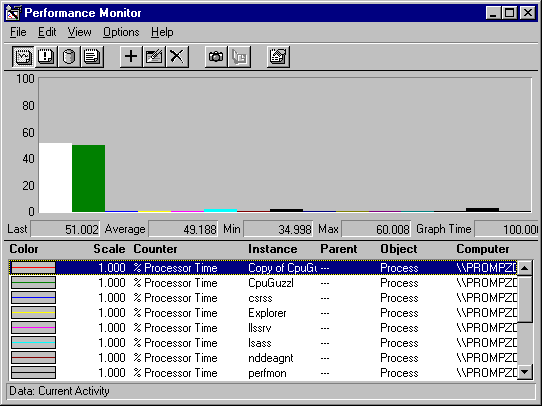 Performance Monitor
File Edit View Options Help
100
80
60
40
20
0
Last 51.002 Average 49.188 Min 34.998 Max 60.008 Graph Time 100.000
Color Scale Counter Instance Parent Object Computer
1.000 % Processor Time Copy of CpuGu --- Process \\PROMPZD
1.000 % Processor Time CpuGuzzl --- Process \\PROMPZD
1.000 % Processor Time csrss --- Process \\PROMPZD
1.000 % Processor Time Explorer --- Process \\PROMPZD
1.000 % Processor Time llssrv --- Process \\PROMPZD
1.000 % Processor Time lsass --- Process \\PROMPZD
1.000 % Processor Time nddeagnt --- Process \\PROMPZD
1.000 % Processor Time perfmon --- Process \\PROMPZD
Data: Current Activity